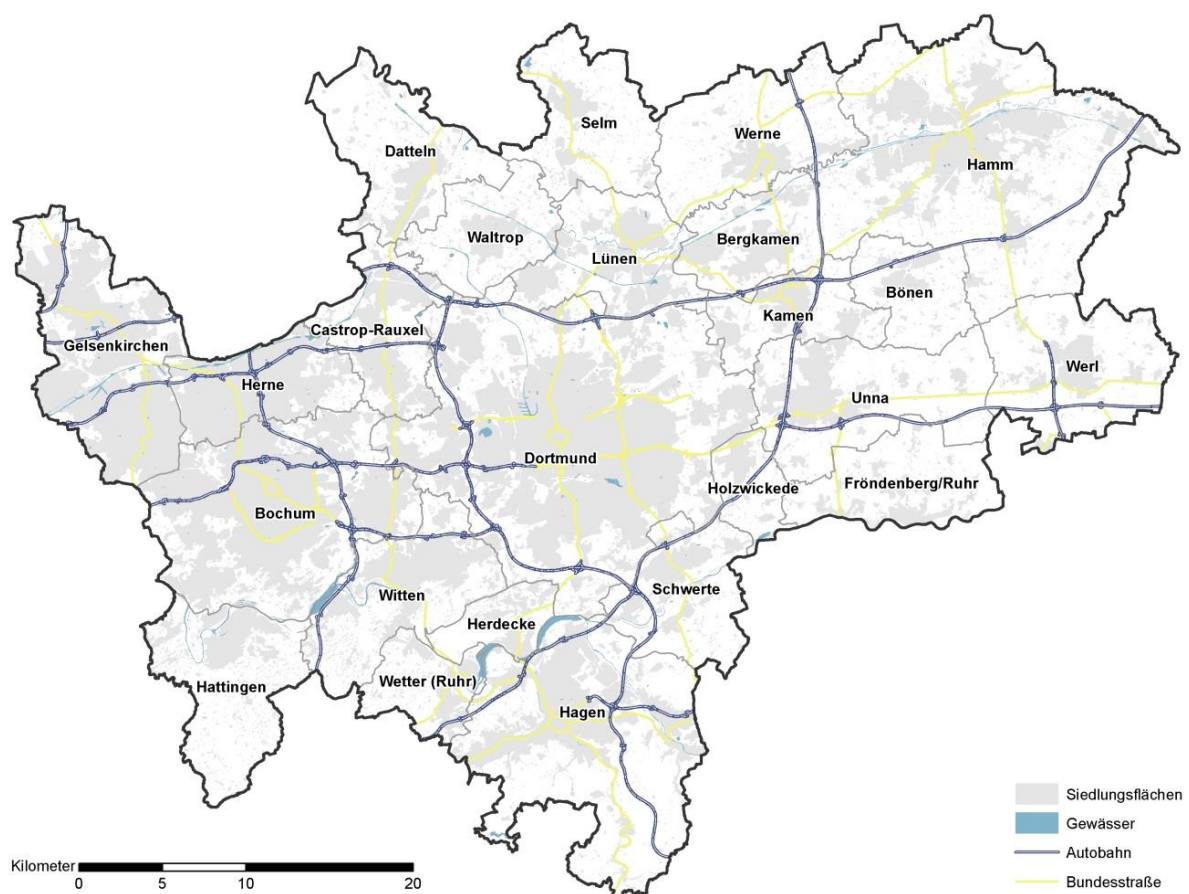 Selm
Werne
Datteln
Hamm
Waltrop
Bergkamen
Lünen
Bönen
Kamen
Castrop-Rauxel
Gelsenkirchen
Herne
Werl
Unna
Dortmund
Holzwickede
Fröndenberg/Ruhr
Bochum
Schwerte
Witten
Herdecke
Wetter (Ruhr)
Hattingen
Hagen
Siedlungsflächen
Gewässer
Autobahn
Bundesstraße
Kilometer
0 5 10 20